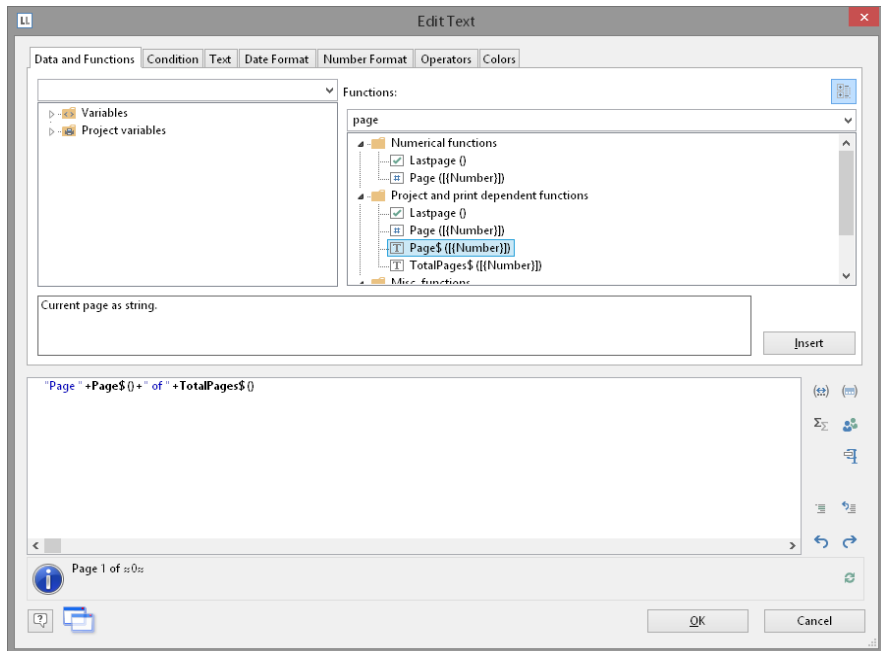 LL
Edit Text
Data and Functions Condition Text Date Format Number Format Operators Colors
Functions:
page
Variables
Project variables
Numerical functions
Lastpage ()
# Page ([{Number}])
Project and print dependent functions
Lastpage ()
# Page ([{Number}])
T Page$ ([{Number}])
T TotalPages$ ([{Number}])
Misc. functions
Current page as string.
Insert
"Page " +Page$ ()+" of " +TotalPages$ ()
Page 1 of ≈0≈
OK
Cancel